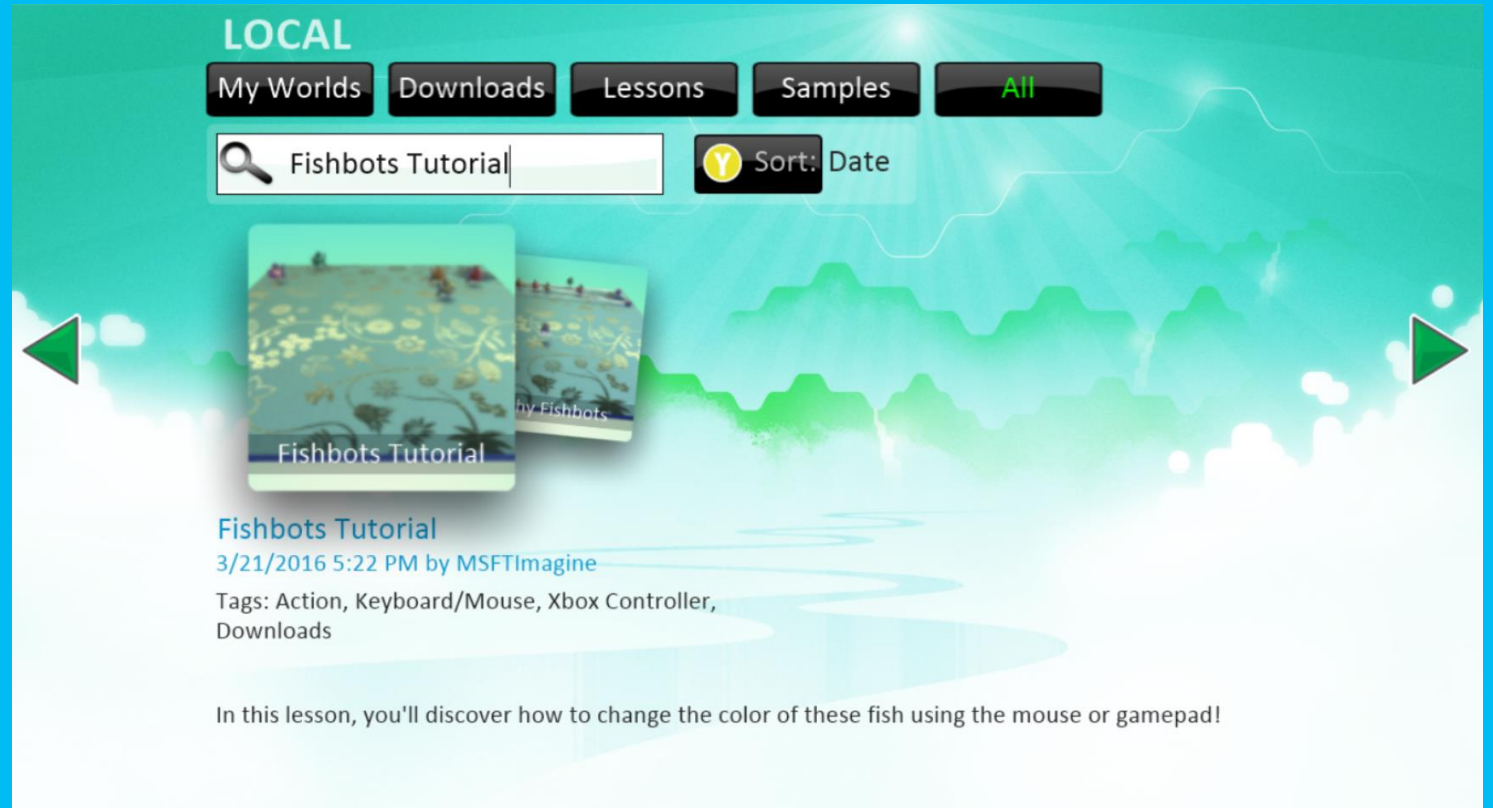 LOCAL
My Worlds Downloads Lessons Samples All
Fishbots Tutorial
Y Sort: Date
hy Fishbots
Fishbots Tutorial
Fishbots Tutorial
3/21/2016 5:22 PM by MSFTImagine
Tags: Action, Keyboard/Mouse, Xbox Controller,
Downloads
In this lesson, you'll discover how to change the color of these fish using the mouse or gamepad!